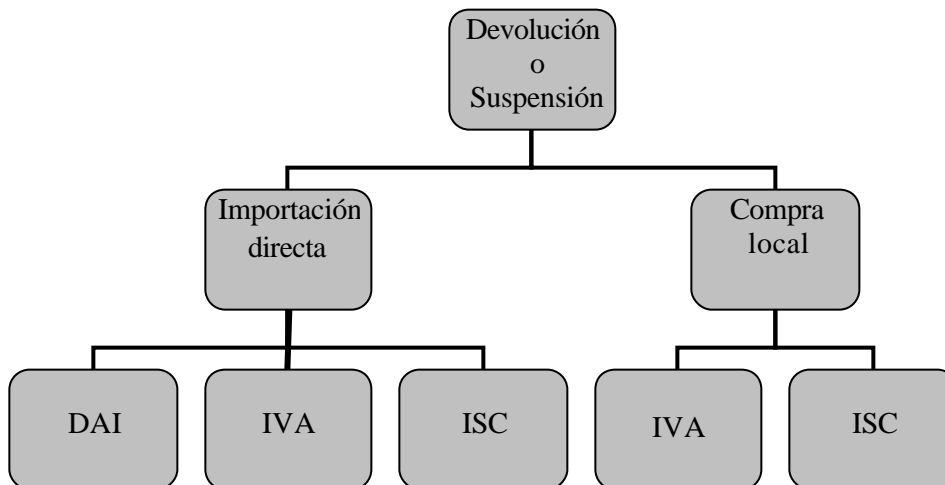 Devolución
o
Suspensión
Importación
directa
Compra
local
DAI
IVA
ISC
IVA
ISC